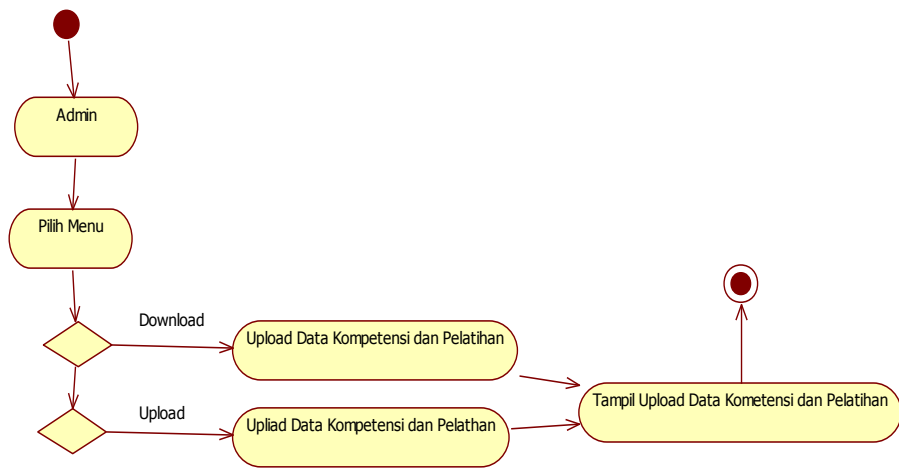 Admin
Pilih Menu
Download
Upload Data Kompetensi dan Pelatihan
Upload
Upliad Data Kompetensi dan Pelathan
Tampil Upload Data Kometensi dan Pelatihan